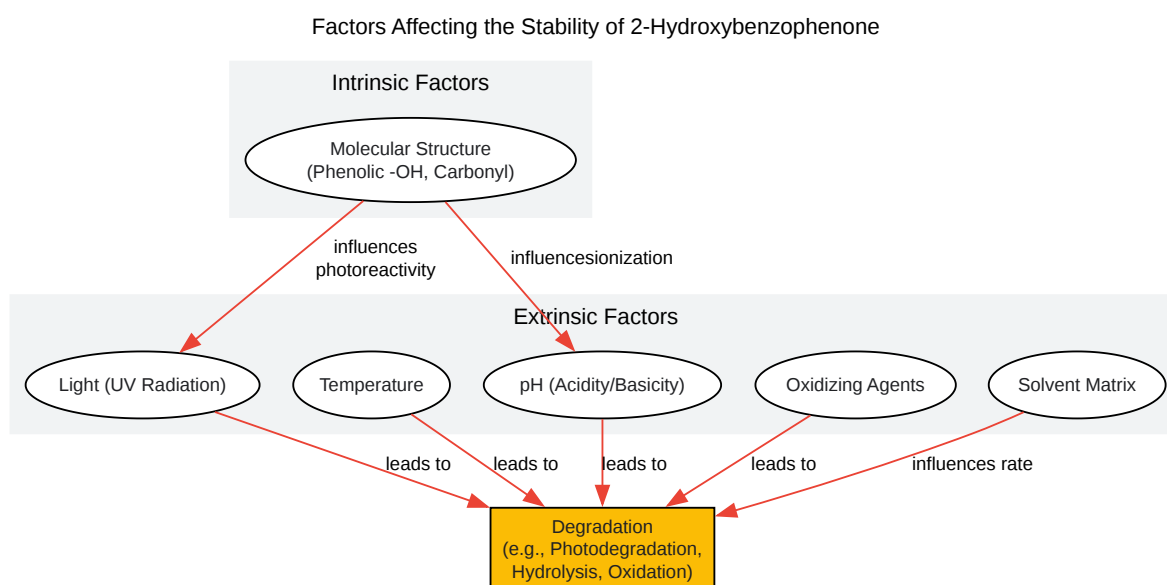 Factors Affecting the Stability of 2-Hydroxybenzophenone
Intrinsic Factors
Molecular Structure
(Phenolic -OH, Carbonyl)
influences
photoreactivity
influencesionization
Extrinsic Factors
Light (UV Radiation)
Temperature
pH (Acidity/Basicity)
Oxidizing Agents
Solvent Matrix
leads to
leads to
leads to
leads to
influences rate
Degradation
(e.g., Photodegradation,
Hydrolysis, Oxidation)